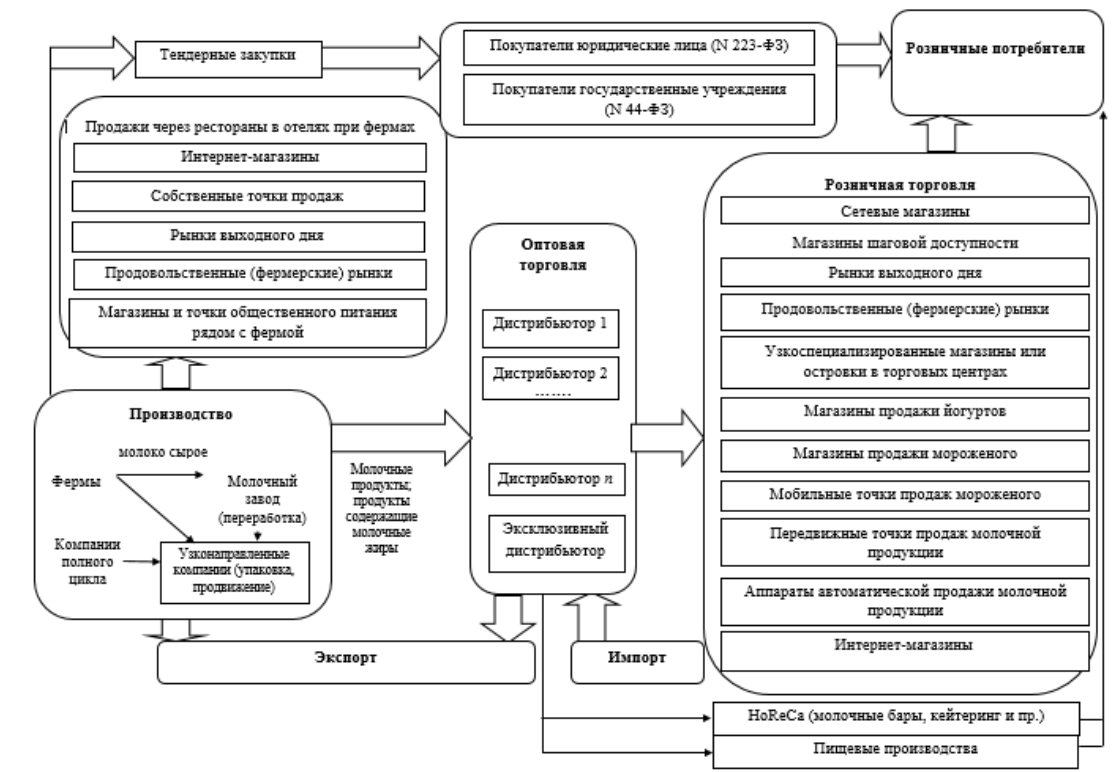 Тендерные закупки
Покупатели юридические лица (N 223-ФЗ)
Покупатели государственные учреждения
(N 44-ФЗ)
Розничные потребители
Продажи через рестораны в отелях при фермах
Интернет-магазины
Собственные точки продаж
Рынки выходного дня
Продовольственные (фермерские) рынки
Магазины и точки общественного питания
рядом с фермой
Оптовая
торговля
Дистрибьютор 1
Дистрибьютор 2
…….
Дистрибьютор n
Эксклюзивный
дистрибьютор
Розничная торговля
Сетевые магазины
Магазины шаговой доступности
Рынки выходного дня
Продовольственные (фермерские) рынки
Узкоспециализированные магазины или
островки в торговых центрах
Магазины продажи йогуртов
Магазины продажи мороженого
Мобильные точки продаж мороженого
Передвижные точки продаж молочной
продукции
Аппараты автоматической продажи молочной
продукции
Интернет-магазины
Производство
молоко сырое
Фермы
Молочный
завод
(переработка)
Компании
полного
цикла
Узконаправленные
компании (упаковка,
продвижение)
Молочные
продукты;
продукты
содержащие
молочные
жиры
Экспорт
Импорт
HoReCa (молочные бары, кейтеринг и пр.)
Пищевые производства